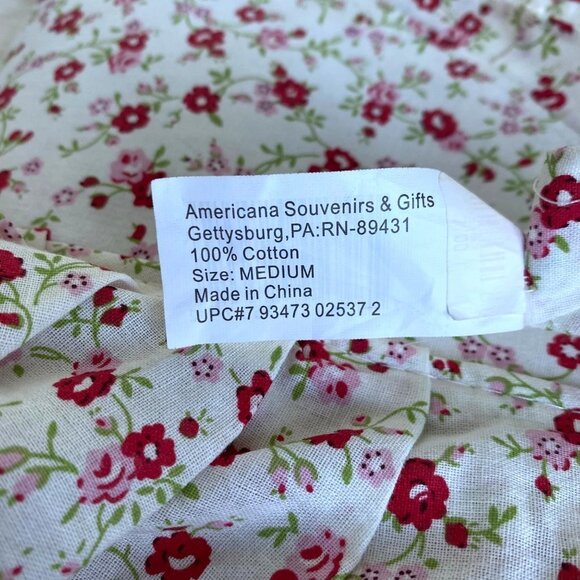 Americana Souvenirs & Gifts
Gettysburg,PA:RN-89431
100% Cotton
Size: MEDIUM
Made in China
UPC#7 93473 02537 2